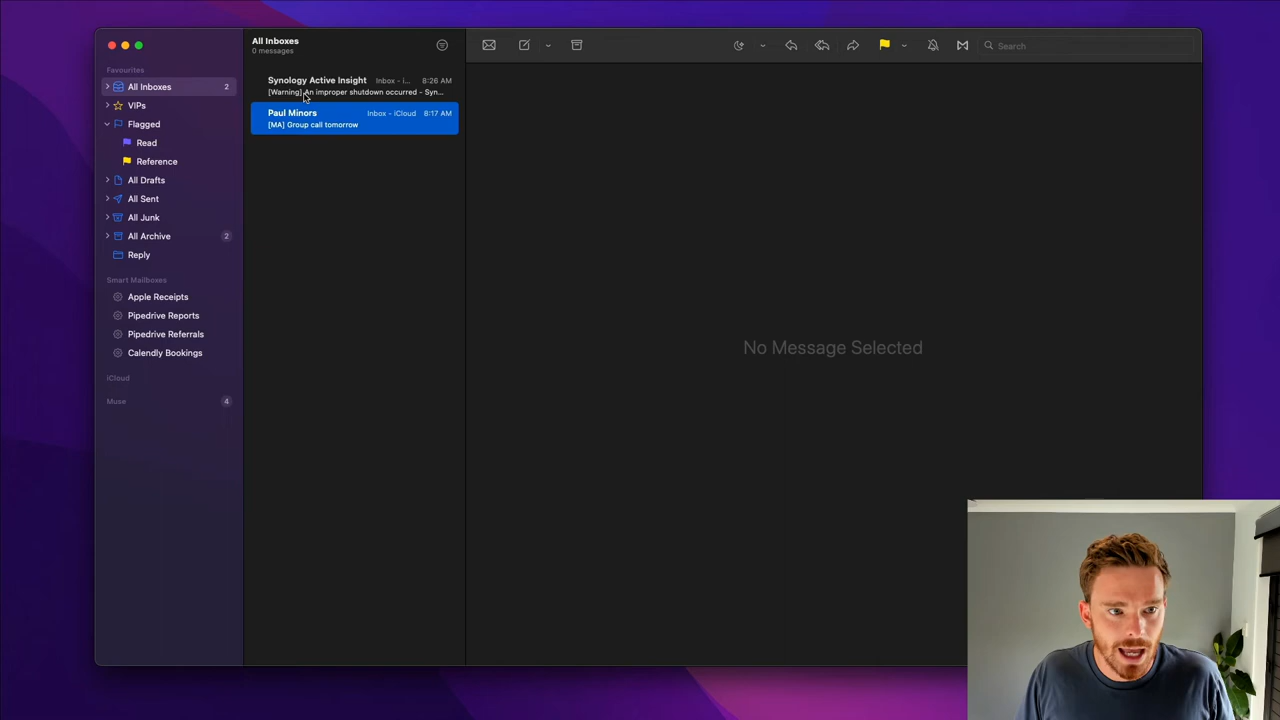 Favourites
All Inboxes 2
VIPs
Flagged
Read
Reference
All Drafts
All Sent
All Junk
All Archive 2
Reply
Smart Mailboxes
Apple Receipts
Pipedrive Reports
Pipedrive Referrals
Calendly Bookings
iCloud
Muse 4
All Inboxes
0 messages
Synology Active Insight Inbox - i... 8:26 AM
[Warning] An improper shutdown occurred - Syn...
Paul Minors Inbox - iCloud 8:17 AM
[MA] Group call tomorrow
Search
No Message Selected